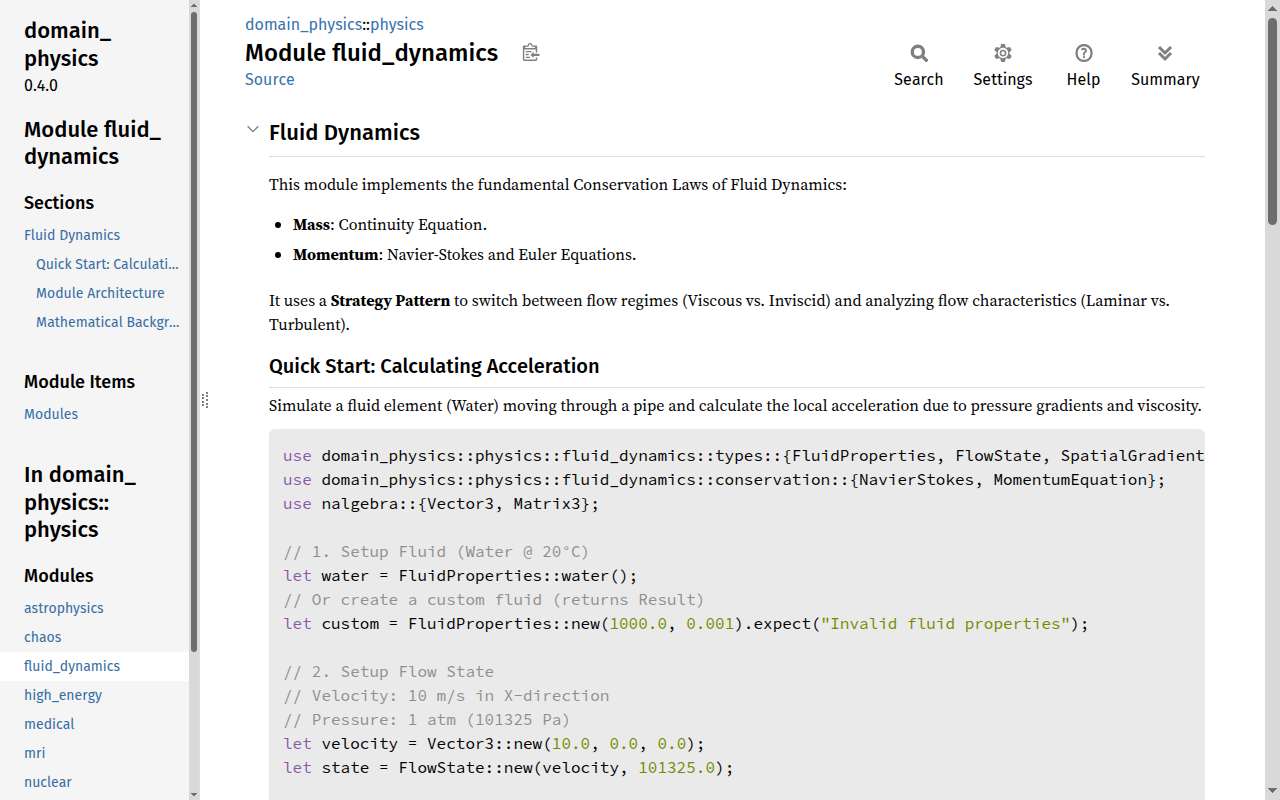 domain_
physics
0.4.0
Module fluid_
dynamics
Sections
Fluid Dynamics
Quick Start: Calculati...
Module Architecture
Mathematical Backgr...
Module Items
Modules
In domain_
physics::
physics
Modules
astrophysics
chaos
fluid_dynamics
high_energy
medical
mri
nuclear
domain_physics::physics
Module fluid_dynamics
Source
Search
Settings
Help
Summary
Fluid Dynamics
This module implements the fundamental Conservation Laws of Fluid Dynamics:
• Mass: Continuity Equation.
• Momentum: Navier-Stokes and Euler Equations.
It uses a Strategy Pattern to switch between flow regimes (Viscous vs. Inviscid) and analyzing flow characteristics (Laminar vs.
Turbulent).
Quick Start: Calculating Acceleration
Simulate a fluid element (Water) moving through a pipe and calculate the local acceleration due to pressure gradients and viscosity.
use domain_physics::physics::fluid_dynamics::types::{FluidProperties, FlowState, SpatialGradient
use domain_physics::physics::fluid_dynamics::conservation::{NavierStokes, MomentumEquation};
use nalgebra::{Vector3, Matrix3};
// 1. Setup Fluid (Water @ 20°C)
let water = FluidProperties::water();
// Or create a custom fluid (returns Result)
let custom = FluidProperties::new(1000.0, 0.001).expect("Invalid fluid properties");
// 2. Setup Flow State
// Velocity: 10 m/s in X-direction
// Pressure: 1 atm (101325 Pa)
let velocity = Vector3::new(10.0, 0.0, 0.0);
let state = FlowState::new(velocity, 101325.0);